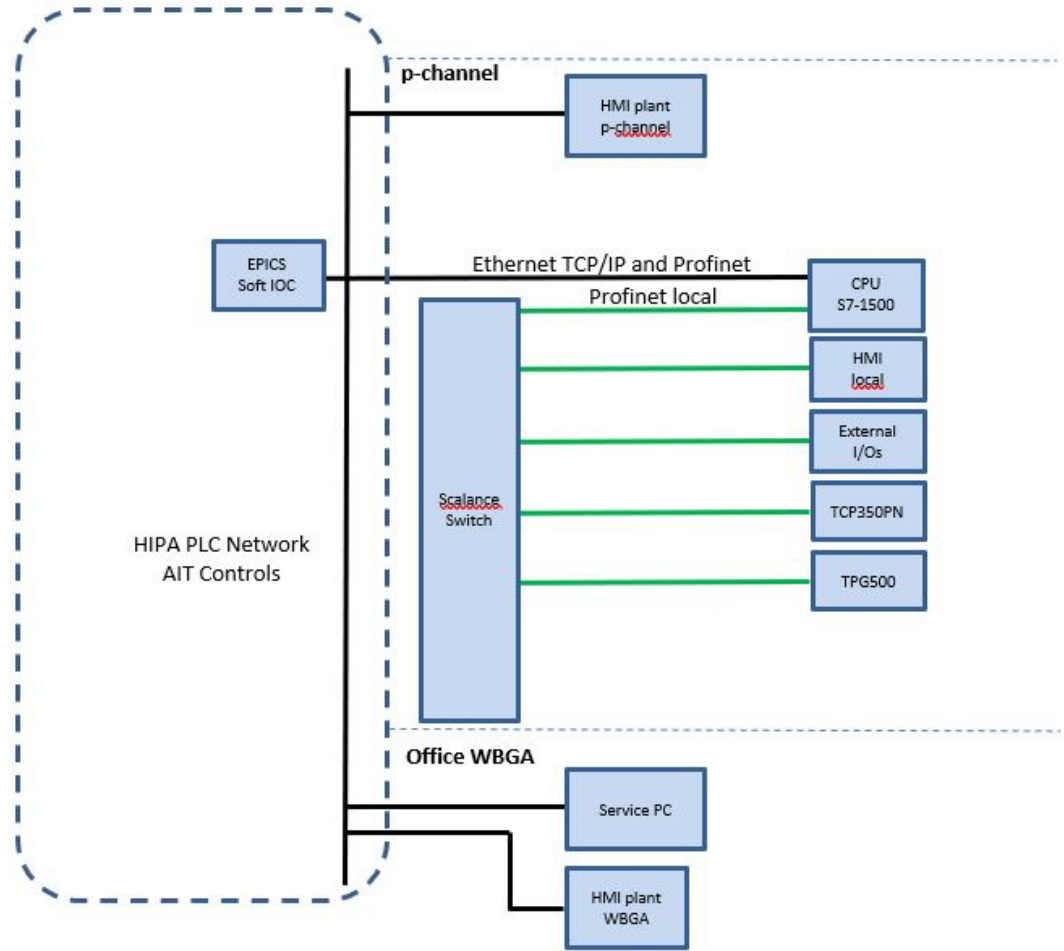 p-channel
HMI plant
p-channel
EPICS
Soft IOC
Ethernet TCP/IP and Profinet
CPU
S7-1500
Profinet local
HMI
local
External
I/Os
Scalance
Switch
TCP350PN
HIPA PLC Network
AIT Controls
TPG500
Office WBGA
Service PC
HMI plant
WBGA